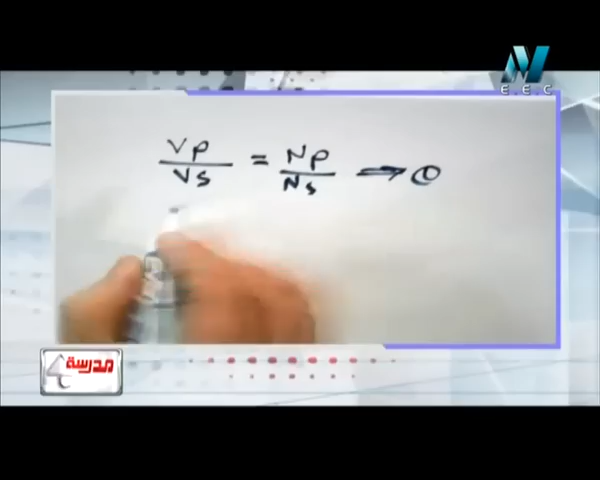 N
E.E.C
Vp/Vs = Np/Ns ⟹ ①
مدرسة